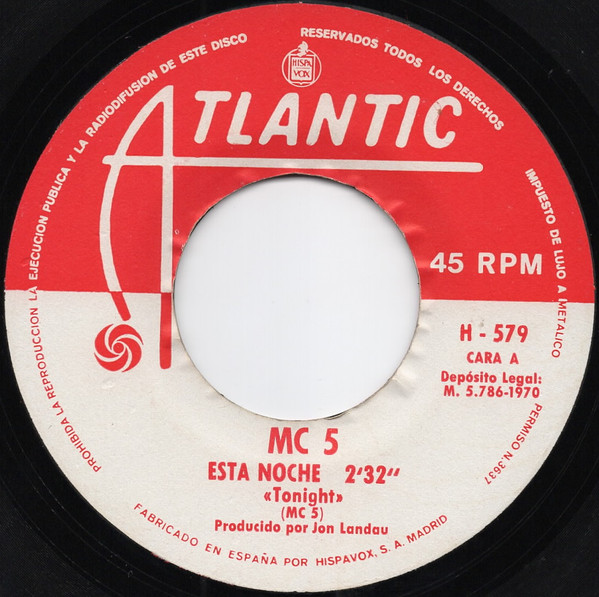 PROHIBIDA LA REPRODUCCION LA EJECUCION PUBLICA Y LA RADIODIFUSION DE ESTE DISCO
RESERVADOS TODOS LOS DERECHOS
IMPUESTO DE LUJO A METALICO
PERMISO N. 3637
HISPA
VOX
ATLANTIC
45 RPM
H - 579
CARA A
Depósito Legal:
M. 5.786-1970
MC 5
ESTA NOCHE 2'32"
«Tonight»
(MC 5)
Producido por Jon Landau
FABRICADO EN ESPAÑA POR HISPAVOX, S. A. MADRID